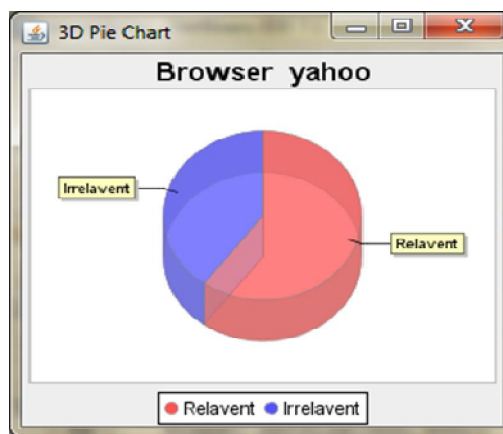 3D Pie Chart
Browser yahoo
Irrelavent
Relavent
Relavent Irrelavent